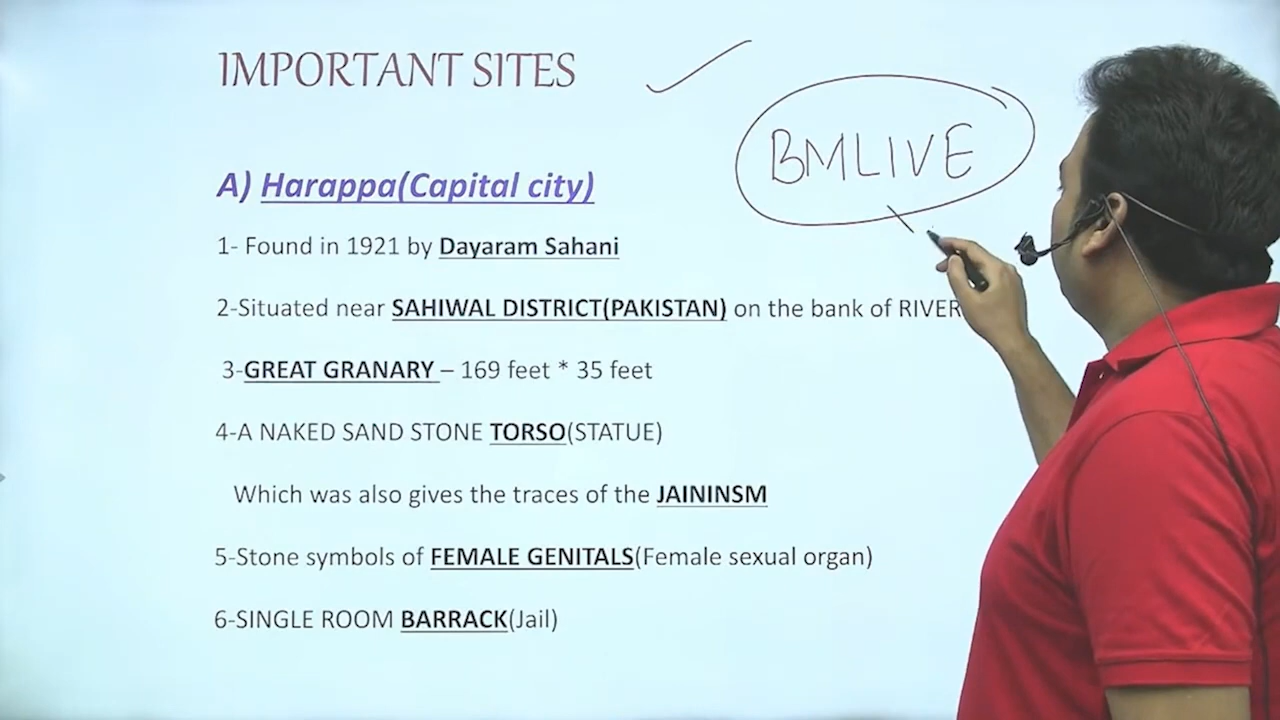 IMPORTANT SITES
BMLIVE
A) Harappa(Capital city)
1- Found in 1921 by Dayaram Sahani
2-Situated near SAHIWAL DISTRICT(PAKISTAN) on the bank of RIVER
3-GREAT GRANARY – 169 feet * 35 feet
4-A NAKED SAND STONE TORSO(STATUE)
Which was also gives the traces of the JAININSM
5-Stone symbols of FEMALE GENITALS(Female sexual organ)
6-SINGLE ROOM BARRACK(Jail)